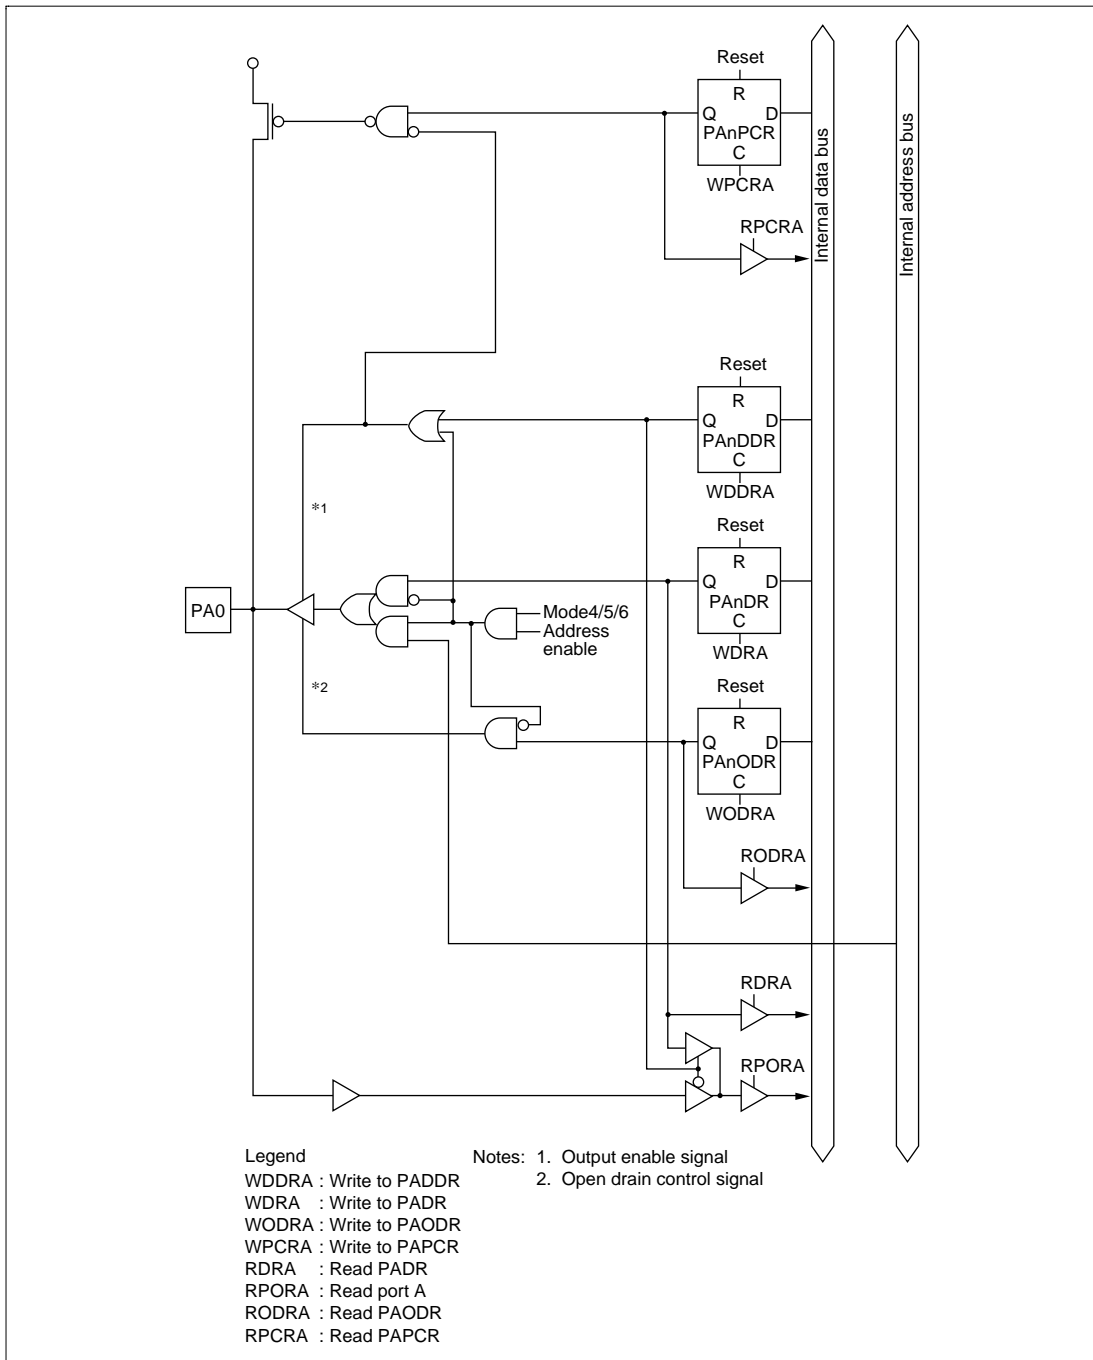 Reset
R
Q D
PAnPCR
C
WPCRA
RPCRA
Internal data bus
Internal address bus
Reset
R
Q D
PAnDDR
C
WDDRA
*1
Reset
R
Q D
PAnDR
C
WDRA
PA0
Mode4/5/6
Address
enable
*2
Reset
R
Q D
PAnODR
C
WODRA
RODRA
RDRA
RPORA
Legend
WDDRA : Write to PADDR
WDRA : Write to PADR
WODRA : Write to PAODR
WPCRA : Write to PAPCR
RDRA : Read PADR
RPORA : Read port A
RODRA : Read PAODR
RPCRA : Read PAPCR
Notes: 1. Output enable signal
2. Open drain control signal